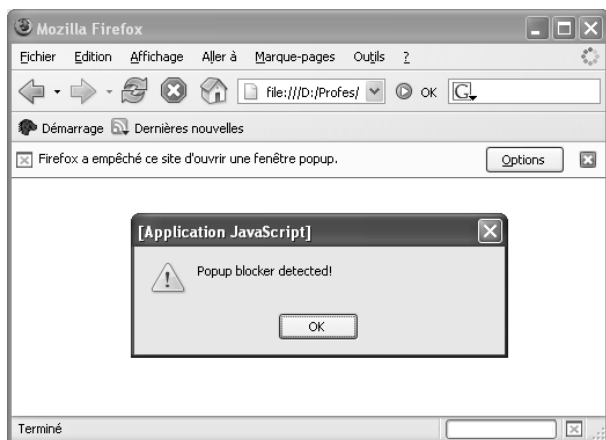 Mozilla Firefox
Fichier Edition Affichage Aller à Marque-pages Outils ?
file:///D:/Profes/ OK G
Démarrage Dernières nouvelles
Firefox a empêché ce site d'ouvrir une fenêtre popup. Options
[Application JavaScript]
Popup blocker detected!
OK
Terminé